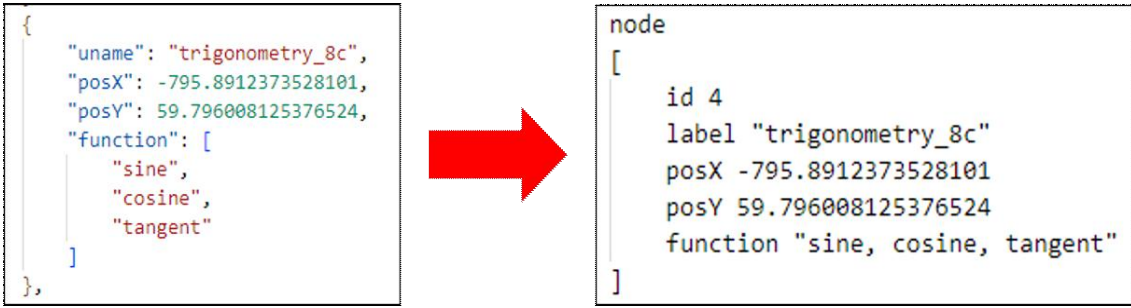 {
"uname": "trigonometry_8c",
"posX": -795.8912373528101,
"posY": 59.796008125376524,
"function": [
"sine",
"cosine",
"tangent"
]
},
node
[
id 4
label "trigonometry_8c"
posX -795.8912373528101
posY 59.796008125376524
function "sine, cosine, tangent"
]